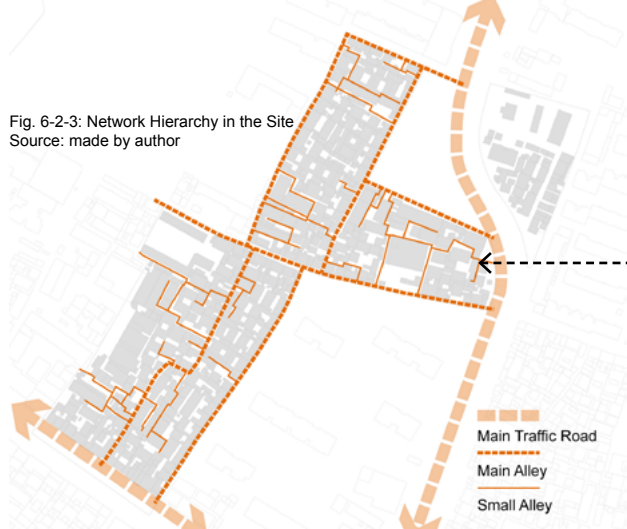 Fig. 6-2-3: Network Hierarchy in the Site
Source: made by author
Main Traffic Road
Main Alley
Small Alley